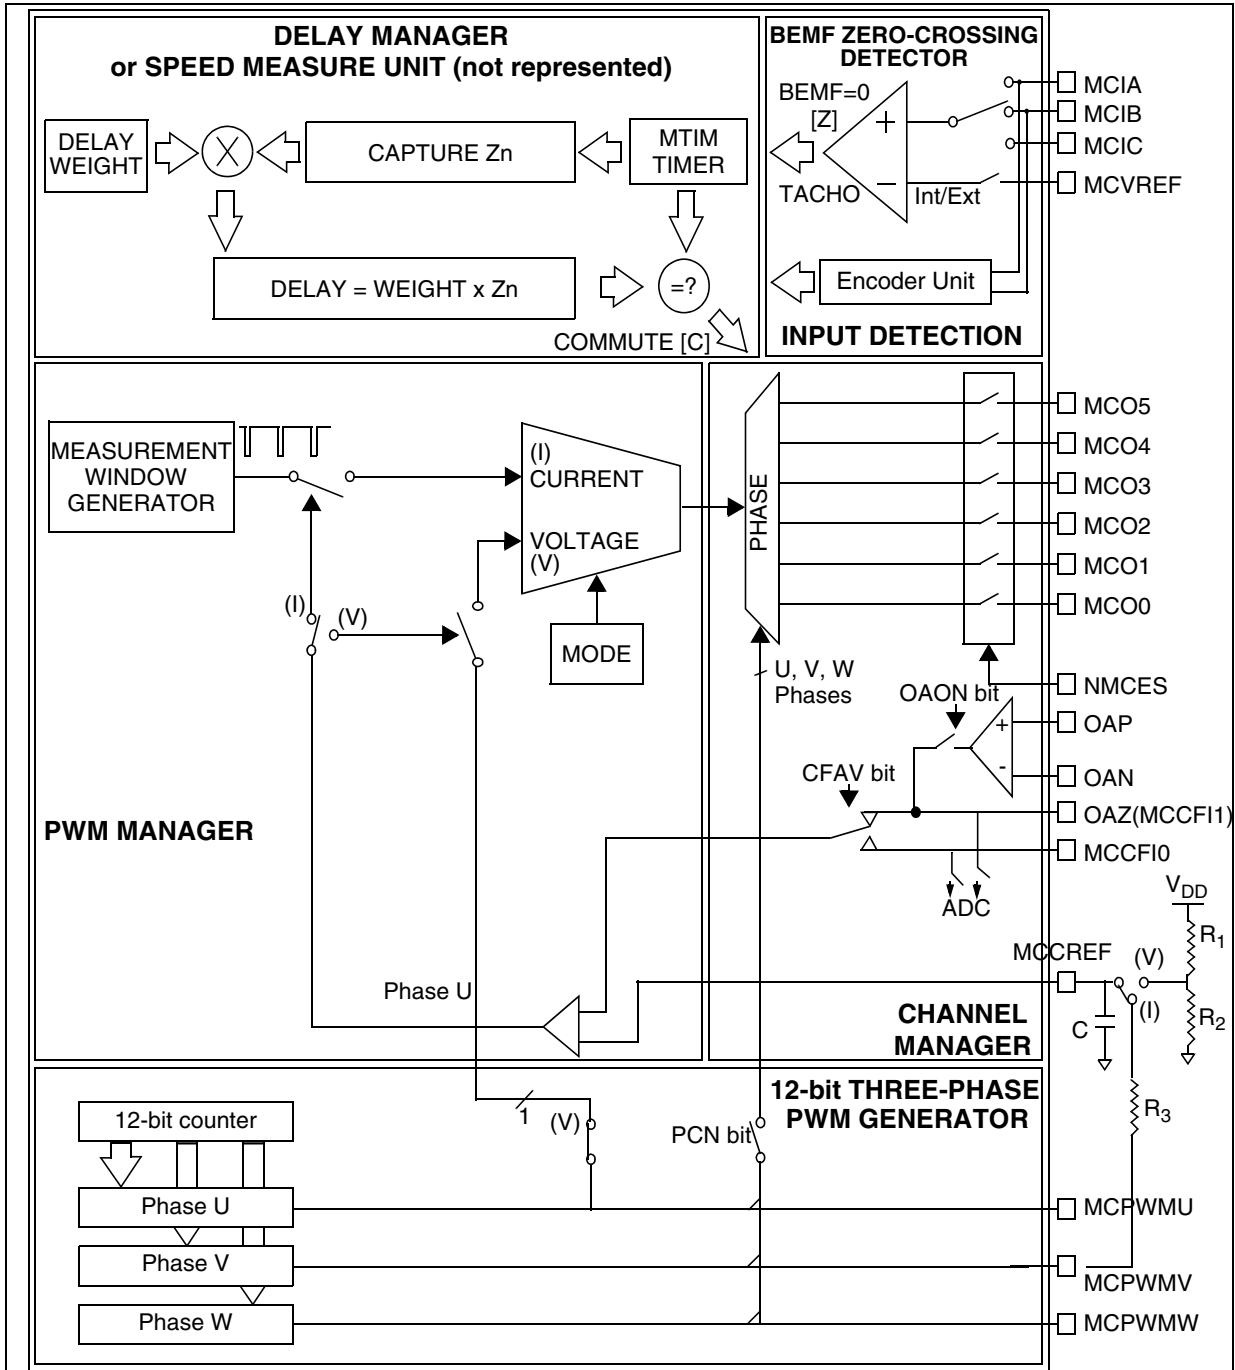 DELAY MANAGER
or SPEED MEASURE UNIT (not represented)
DELAY
WEIGHT
X
CAPTURE Zn
MTIM
TIMER
DELAY = WEIGHT x Zn
=?
COMMUTE [C]
BEMF ZERO-CROSSING
DETECTOR
BEMF=0
[Z]
+
−
TACHO
Int/Ext
Encoder Unit
INPUT DETECTION
MCIA
MCIB
MCIC
MCVREF
MEASUREMENT
WINDOW
GENERATOR
(I)
CURRENT
VOLTAGE
(V)
(I)
(V)
MODE
PWM MANAGER
Phase U
PHASE
U, V, W
Phases
OAON bit
+
-
CFAV bit
ADC
CHANNEL
MANAGER
MCO5
MCO4
MCO3
MCO2
MCO1
MCO0
NMCES
OAP
OAN
OAZ(MCCFI1)
MCCFI0
VDD
R1
MCCREF
(V)
(I)
C
R2
R3
12-bit THREE-PHASE
PWM GENERATOR
12-bit counter
1
(V)
PCN bit
Phase U
Phase V
Phase W
MCPWMU
MCPWMV
MCPWMW